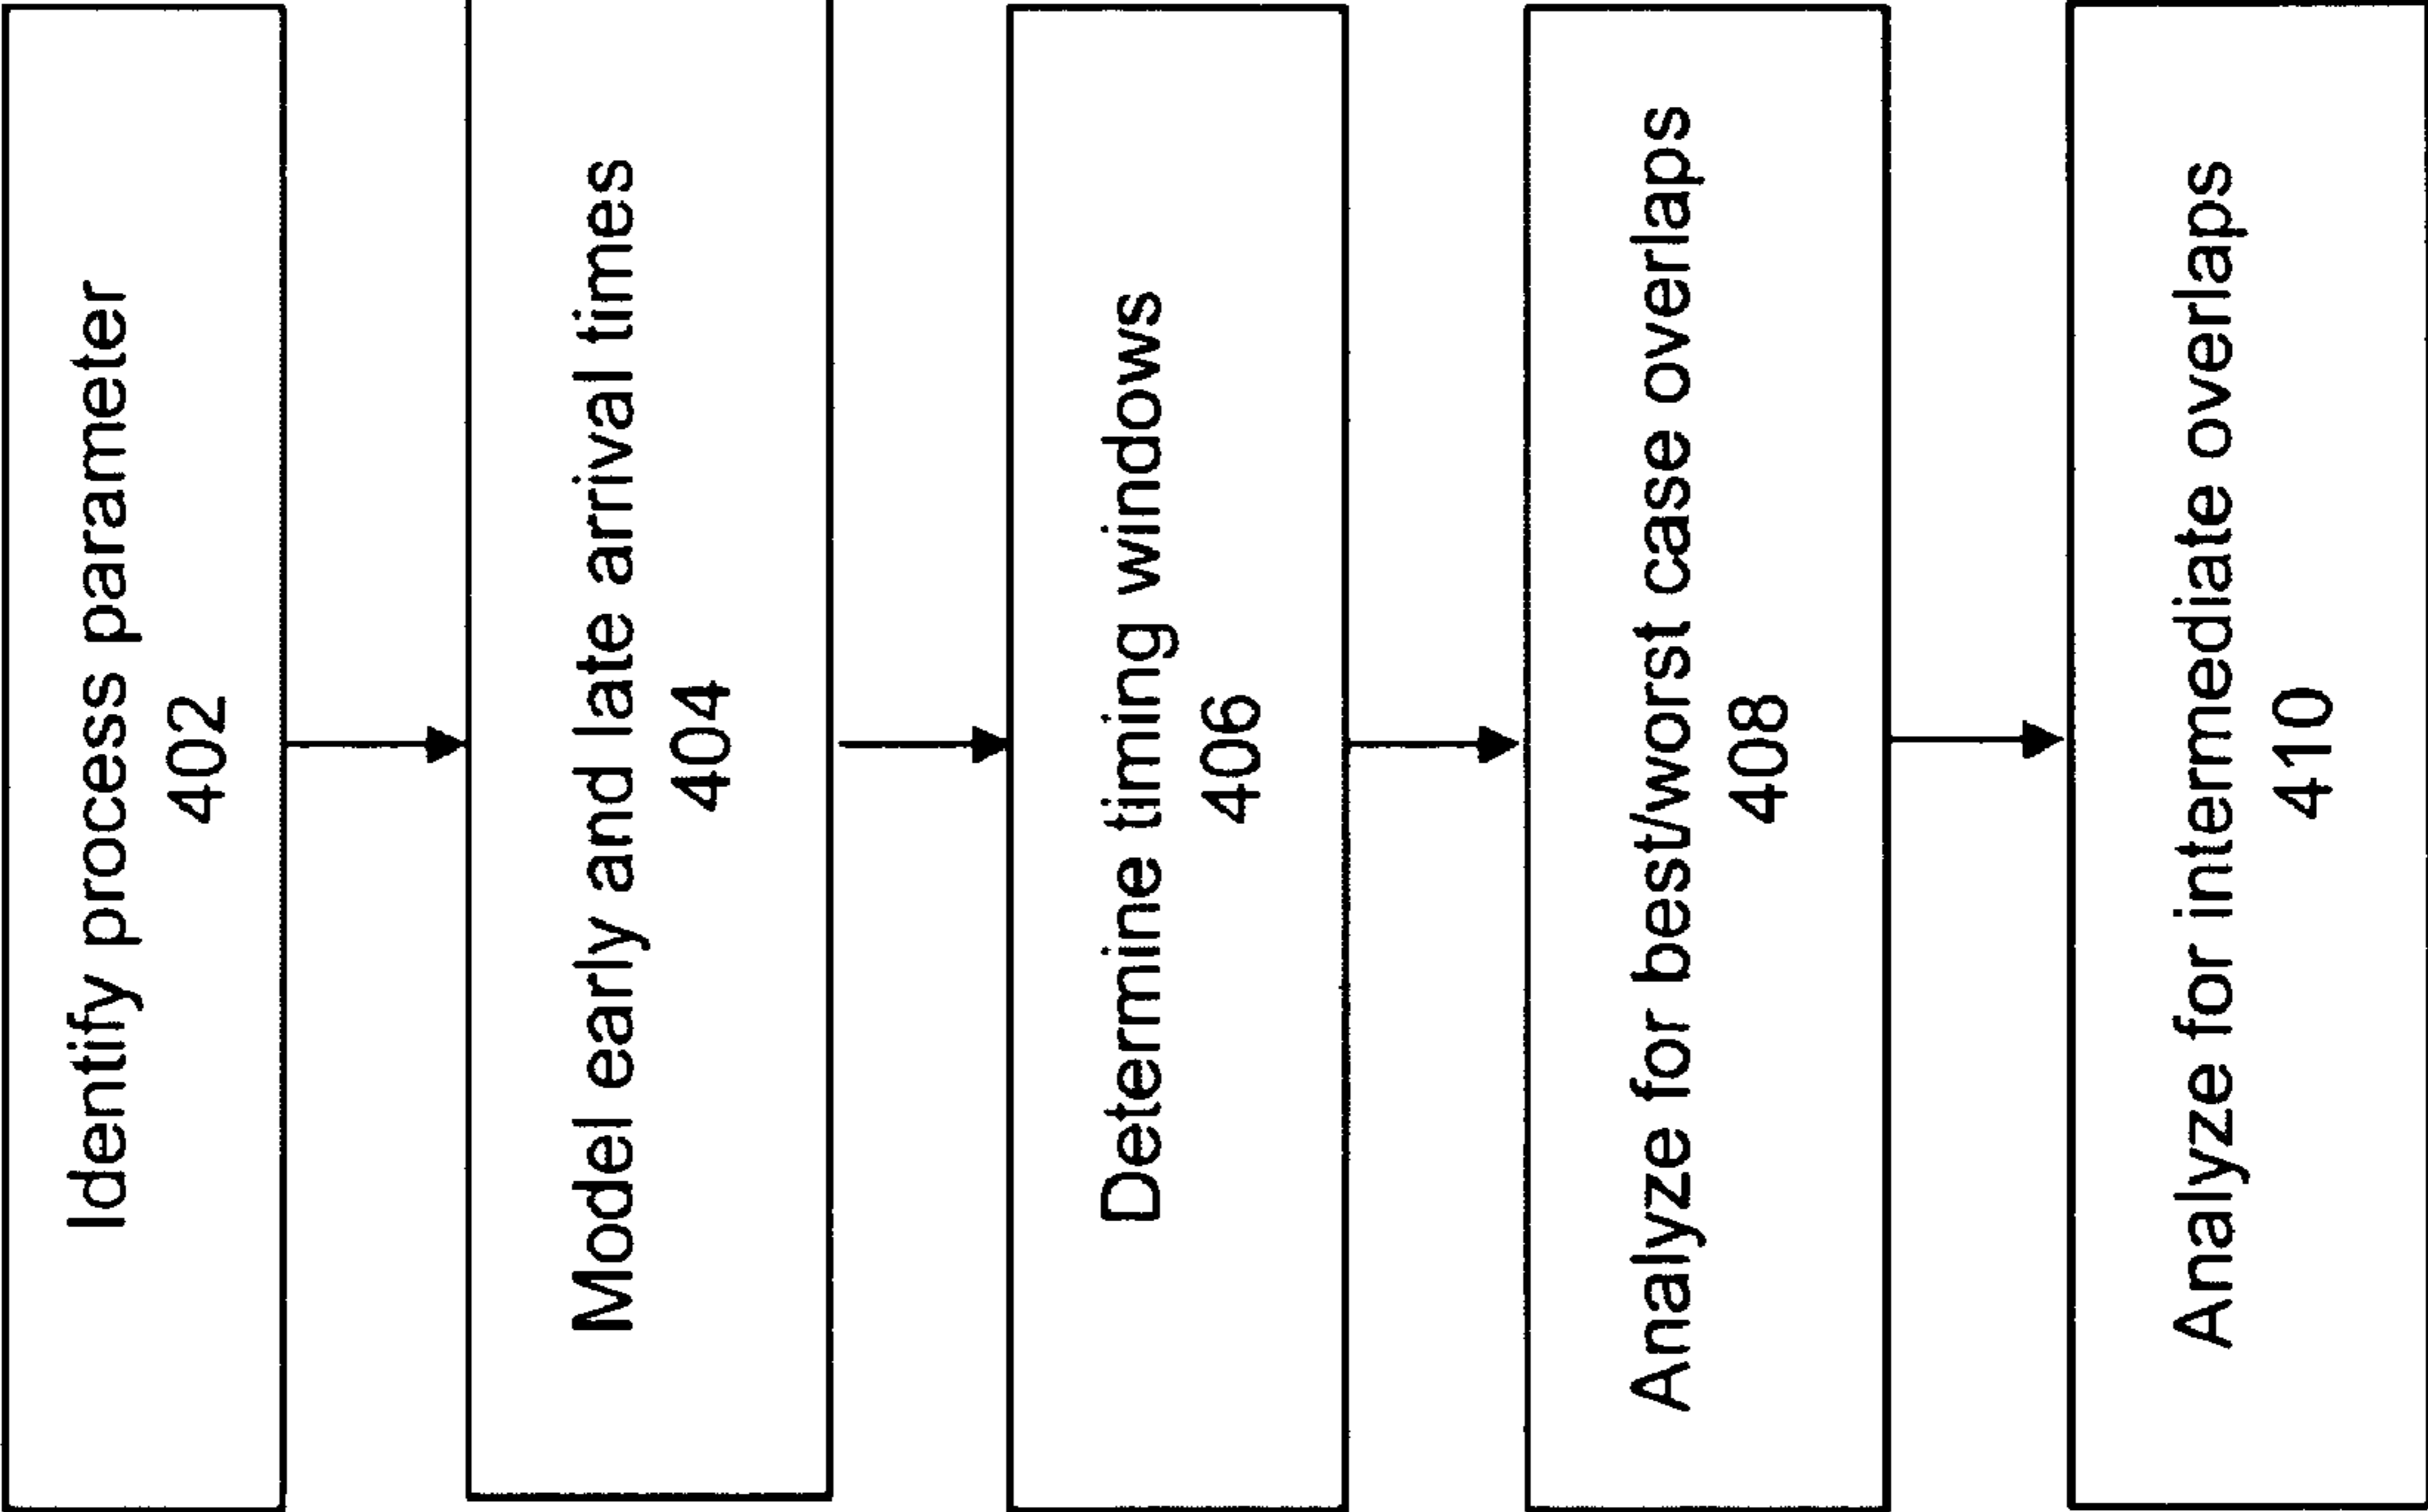 Identify process parameter
402
Model early and late arrival times
404
Determine timing windows
406
Analyze for best/worst case overlaps
408
Analyze for intermediate overlaps
410